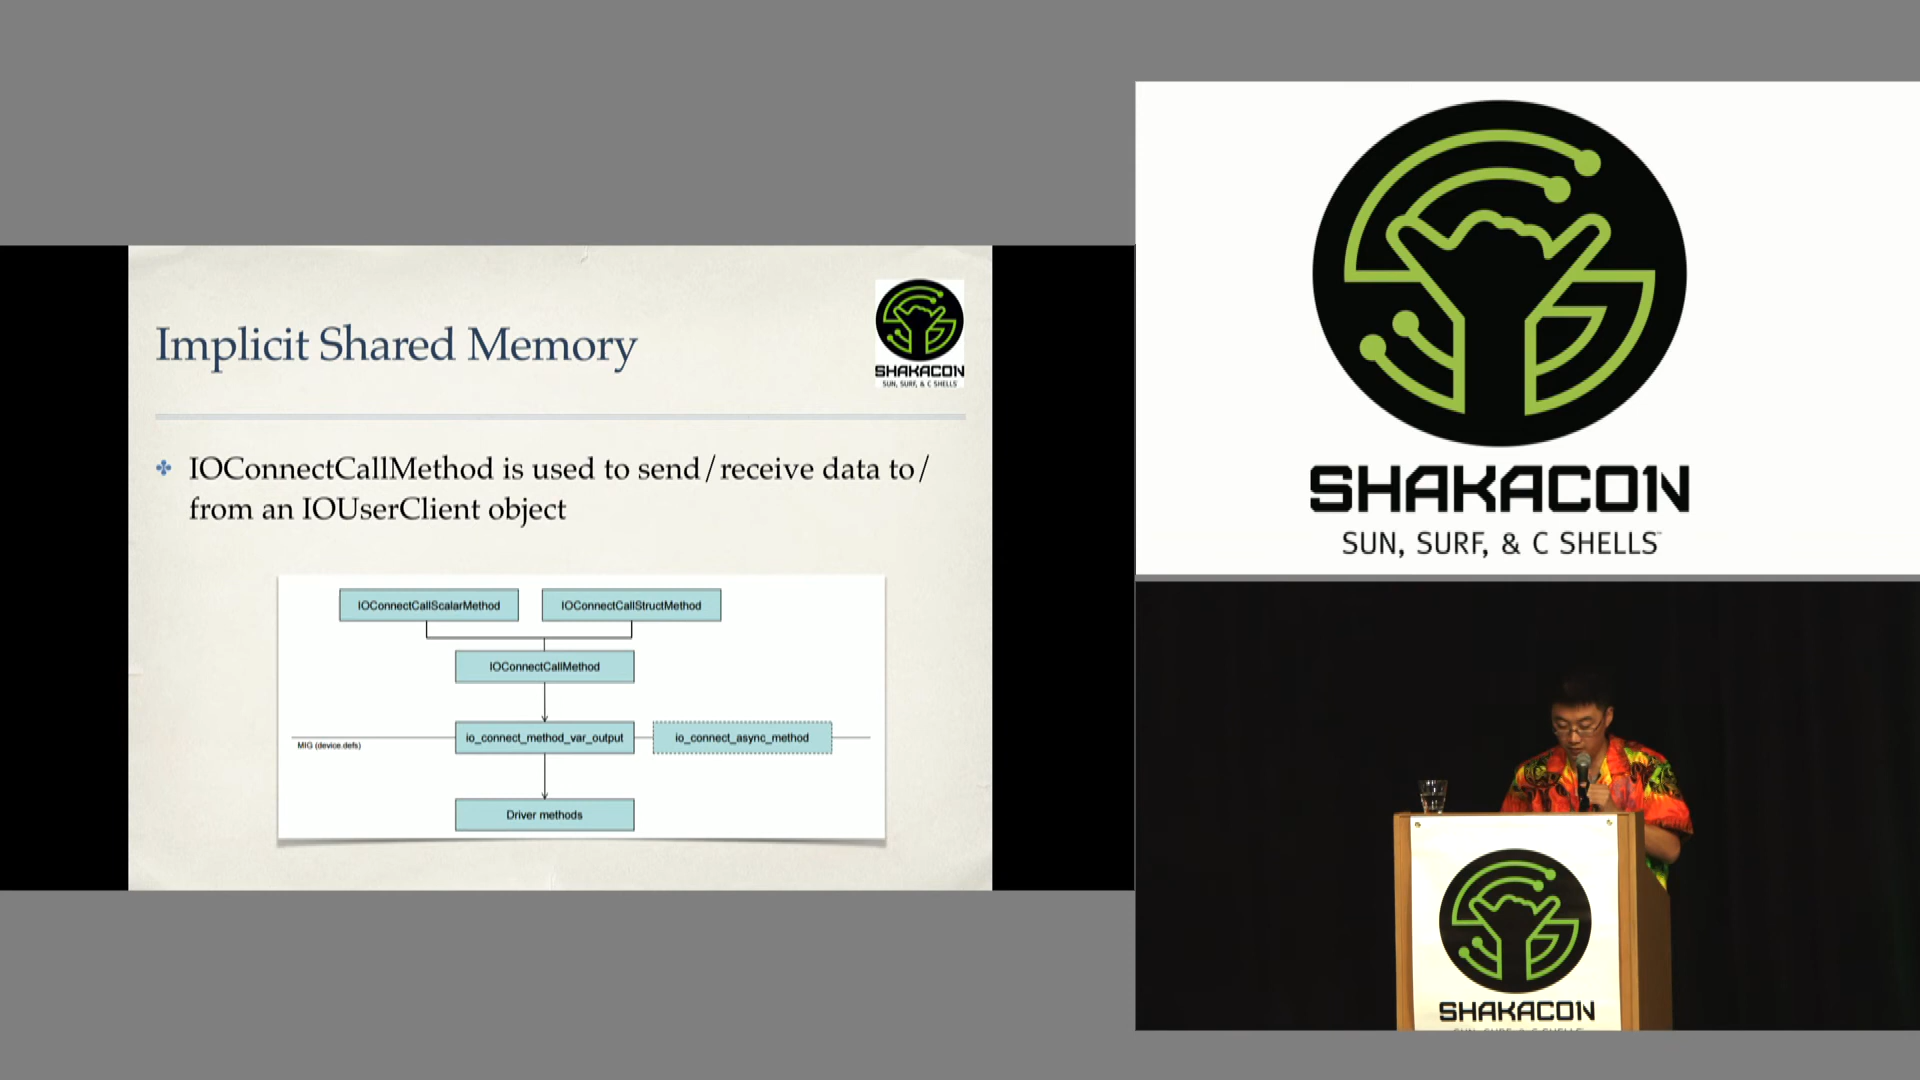 Implicit Shared Memory
SHAKACON
SUN, SURF, & C SHELLS
IOConnectCallMethod is used to send/receive data to/
from an IOUserClient object
IOConnectCallScalarMethod
IOConnectCallStructMethod
IOConnectCallMethod
io_connect_method_var_output
io_connect_async_method
MIG (device.defs)
Driver methods
SHAKACON
SUN, SURF, & C SHELLS™
SHAKACON